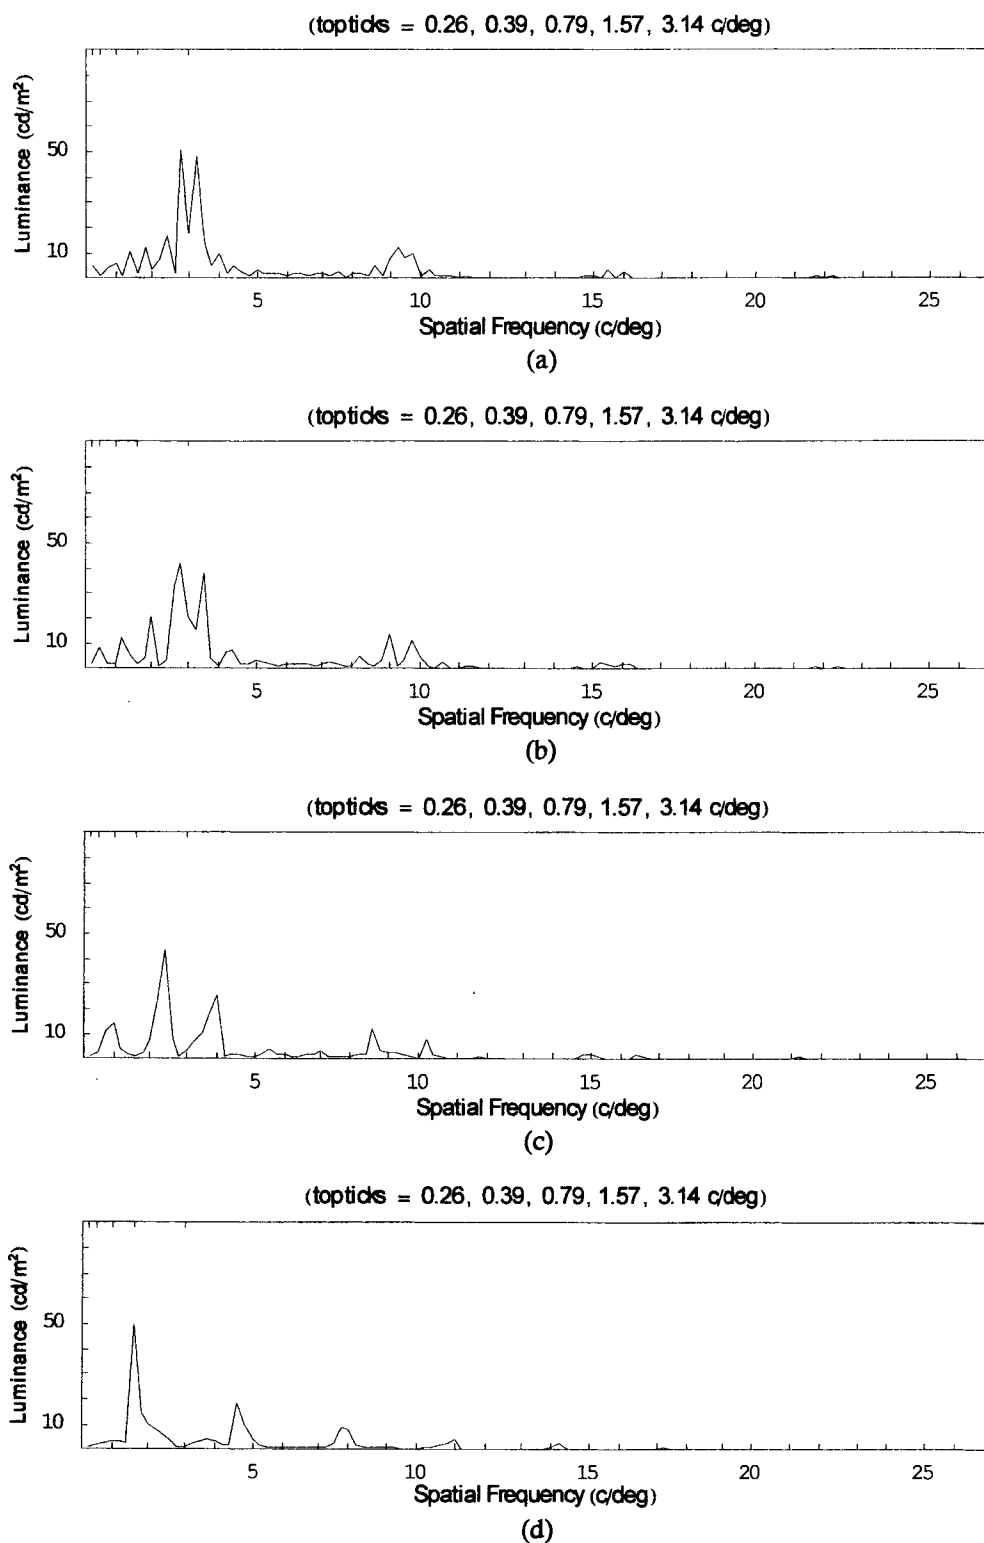 (topticks = 0.26, 0.39, 0.79, 1.57, 3.14 c/deg)
Luminance (cd/m²)
50
10
5 10 15 20 25
Spatial Frequency (c/deg)
(a)
(topticks = 0.26, 0.39, 0.79, 1.57, 3.14 c/deg)
Luminance (cd/m²)
50
10
5 10 15 20 25
Spatial Frequency (c/deg)
(b)
(topticks = 0.26, 0.39, 0.79, 1.57, 3.14 c/deg)
Luminance (cd/m²)
50
10
5 10 15 20 25
Spatial Frequency (c/deg)
(c)
(topticks = 0.26, 0.39, 0.79, 1.57, 3.14 c/deg)
Luminance (cd/m²)
50
10
5 10 15 20 25
Spatial Frequency (c/deg)
(d)